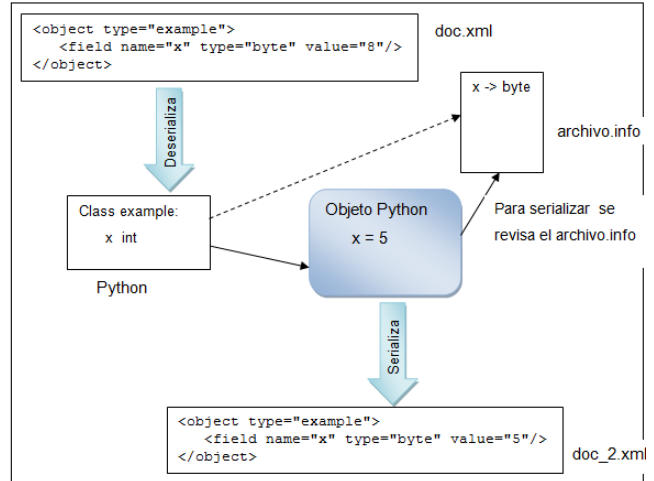 <object type="example">
<field name="x" type="byte" value="8"/>
</object>
doc.xml
Deserializa
x -> byte
archivo.info
Class example:
x int
Python
Objeto Python
x = 5
Para serializar se
revisa el archivo.info
Serializa
<object type="example">
<field name="x" type="byte" value="5"/>
</object>
doc_2.xml